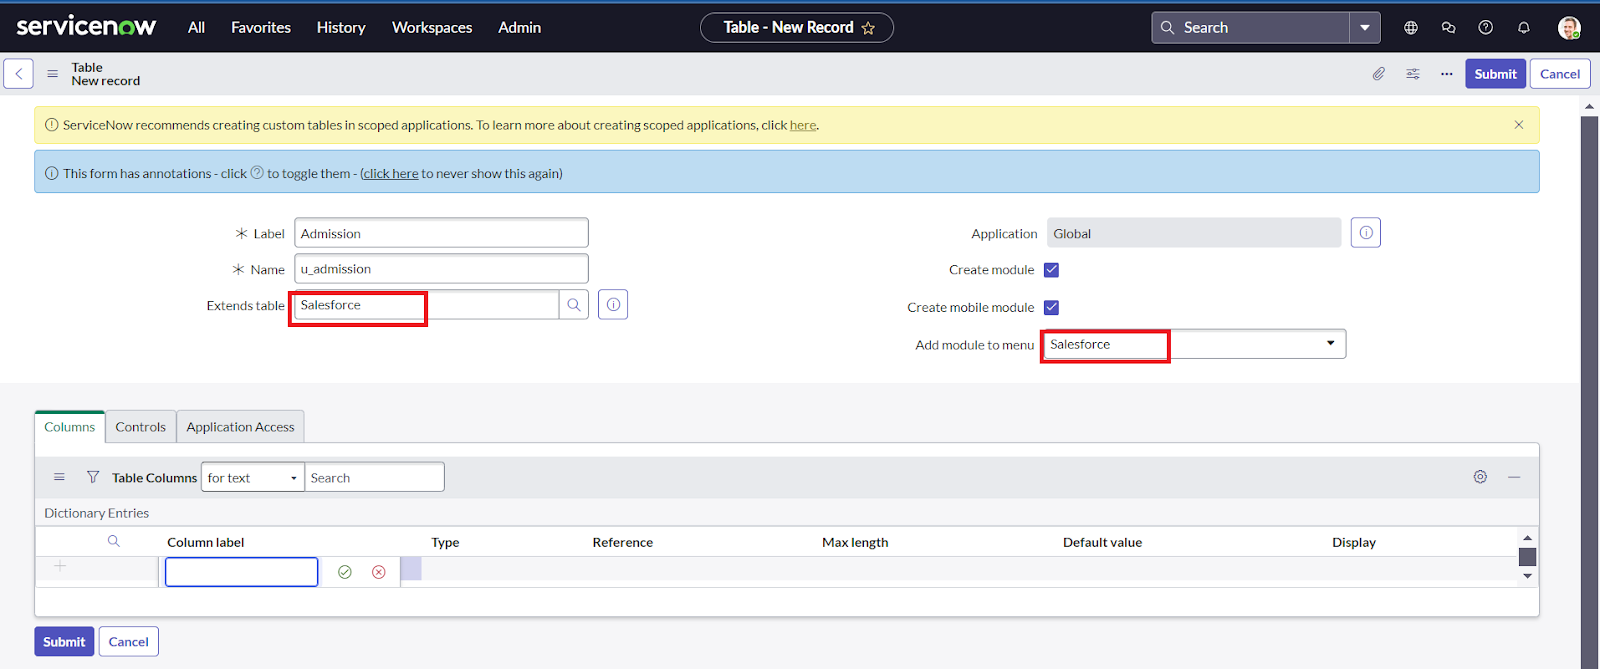 servicenow All Favorites History Workspaces Admin Table - New Record Search
Table
New record
Submit Cancel
ServiceNow recommends creating custom tables in scoped applications. To learn more about creating scoped applications, click here.
This form has annotations - click ? to toggle them - (click here to never show this again)
Label Admission
Name u_admission
Extends table Salesforce
Application Global
Create module
Create mobile module
Add module to menu Salesforce
Columns Controls Application Access
Table Columns for text Search
Dictionary Entries
Column label Type Reference Max length Default value Display
Submit Cancel